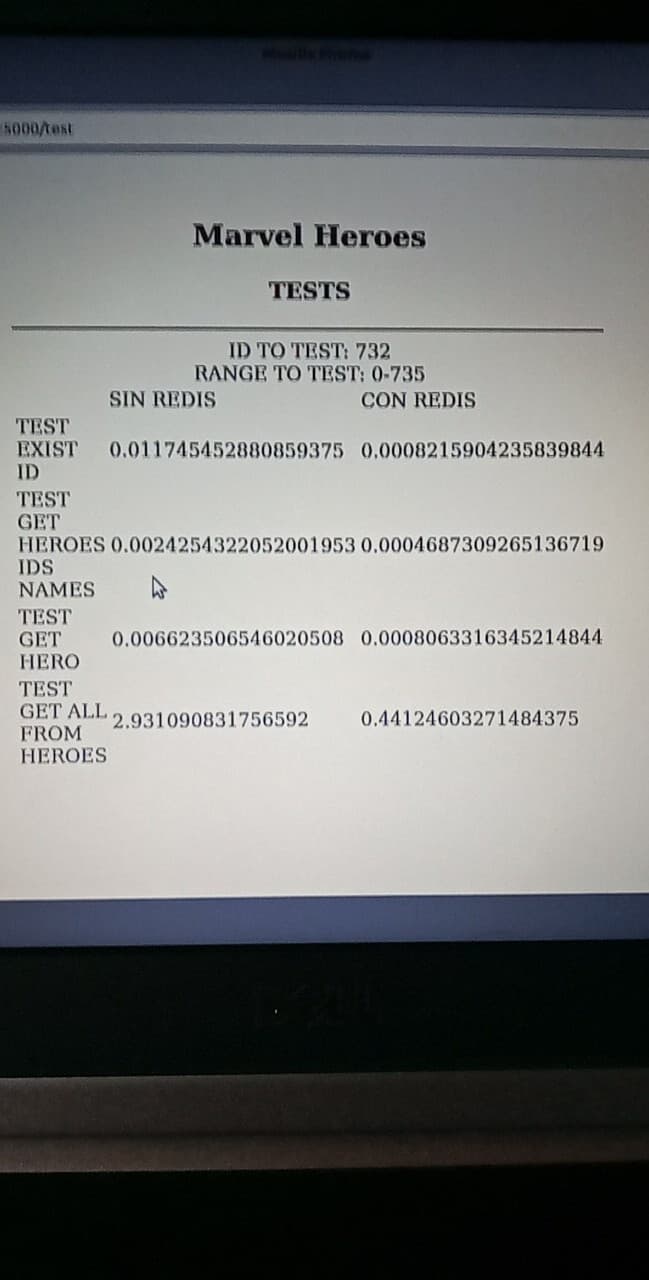 5000/test
Marvel Heroes
TESTS
ID TO TEST: 732
RANGE TO TEST: 0-735
SIN REDIS CON REDIS
TEST
EXIST 0.011745452880859375 0.0008215904235839844
ID
TEST
GET
HEROES 0.0024254322052001953 0.0004687309265136719
IDS
NAMES
TEST
GET 0.006623506546020508 0.0008063316345214844
HERO
TEST
GET ALL 2.931090831756592 0.44124603271484375
FROM
HEROES